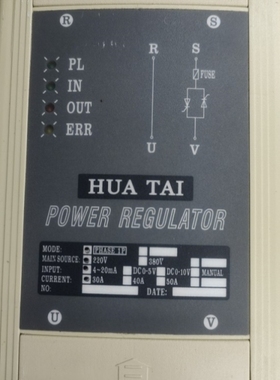 R S
PL
IN
OUT
ERR
R S
FUSE
U V
HUA TAI
POWER REGULATOR
MODE: PHASE 1P
MAIN SOURCE: 220V 380V
INPUT: 4-20mA DC0-5V DC0-10V MANUAL
CURRENT: 30A 40A 50A
NO: DATE:
U V